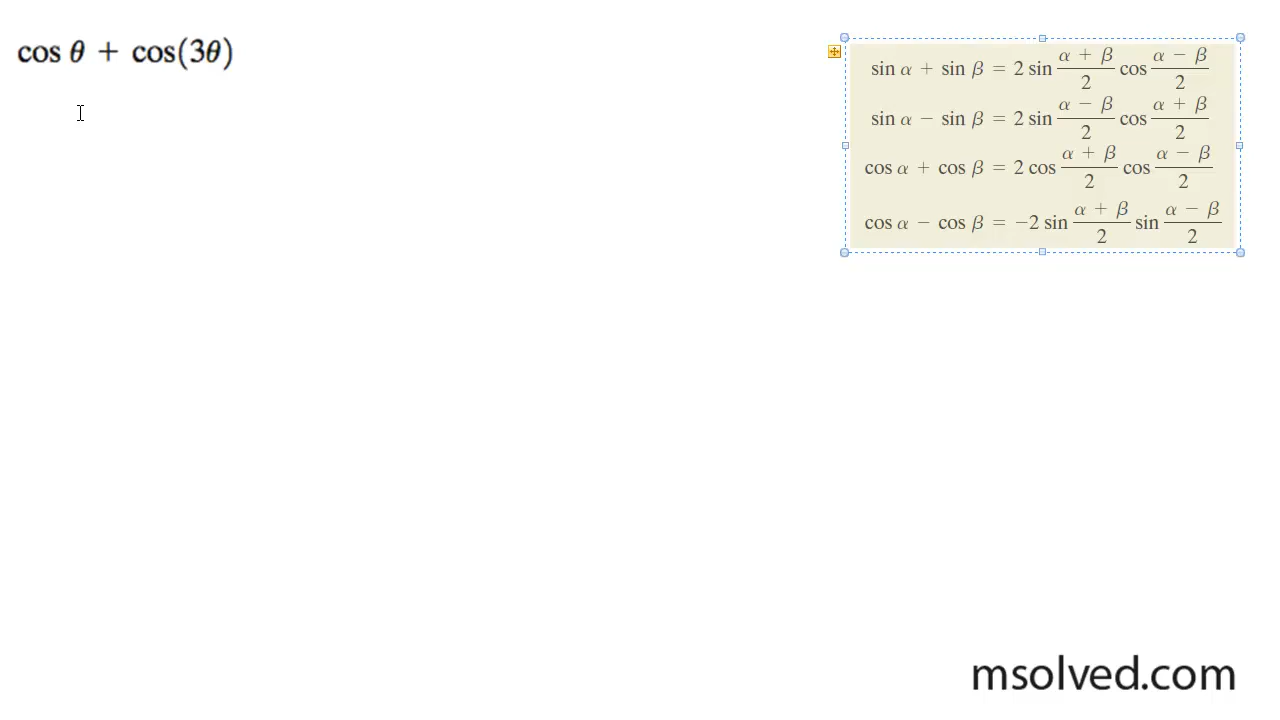 cos θ + cos(3θ)
sin α + sin β = 2 sin (α + β)/2 cos (α − β)/2
sin α − sin β = 2 sin (α − β)/2 cos (α + β)/2
cos α + cos β = 2 cos (α + β)/2 cos (α − β)/2
cos α − cos β = −2 sin (α + β)/2 sin (α − β)/2
msolved.com